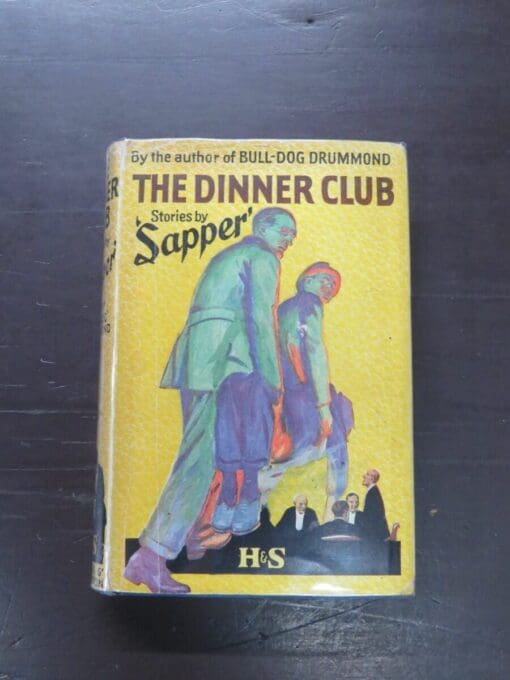 By the author of BULL-DOG DRUMMOND
THE DINNER CLUB
Stories by
'Sapper'
H&S